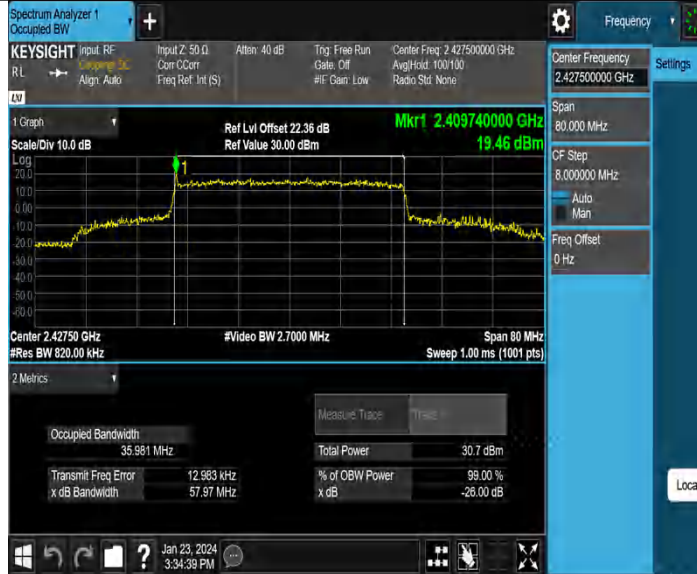 Spectrum Analyzer 1
Occupied BW
Frequency
KEYSIGHT
Input: RF
Input Z: 50 Ω
Atten: 40 dB
Trig: Free Run
Center Freq: 2.427500000 GHz
RL
Coupling: DC
Corr CCorr
Gate: Off
Avg|Hold: 100/100
Align: Auto
Freq Ref: Int (S)
#IF Gain: Low
Radio Std: None
LXI
Center Frequency
2.427500000 GHz
Settings
Span
80.000 MHz
CF Step
8.000000 MHz
Auto
Man
Freq Offset
0 Hz
1 Graph
Ref Lvl Offset 22.36 dB
Mkr1 2.409740000 GHz
Scale/Div 10.0 dB
Ref Value 30.00 dBm
19.46 dBm
Log
1
20.0
10.0
0.00
-10.0
-20.0
-30.0
-40.0
-50.0
-60.0
Center 2.42750 GHz
#Video BW 2.7000 MHz
Span 80 MHz
#Res BW 820.00 kHz
Sweep 1.00 ms (1001 pts)
2 Metrics
Measure Trace
Trace 1
Occupied Bandwidth
35.981 MHz
Total Power
30.7 dBm
Transmit Freq Error
12.983 kHz
% of OBW Power
99.00 %
x dB Bandwidth
57.97 MHz
x dB
-26.00 dB
Loca
Jan 23, 2024
3:34:39 PM